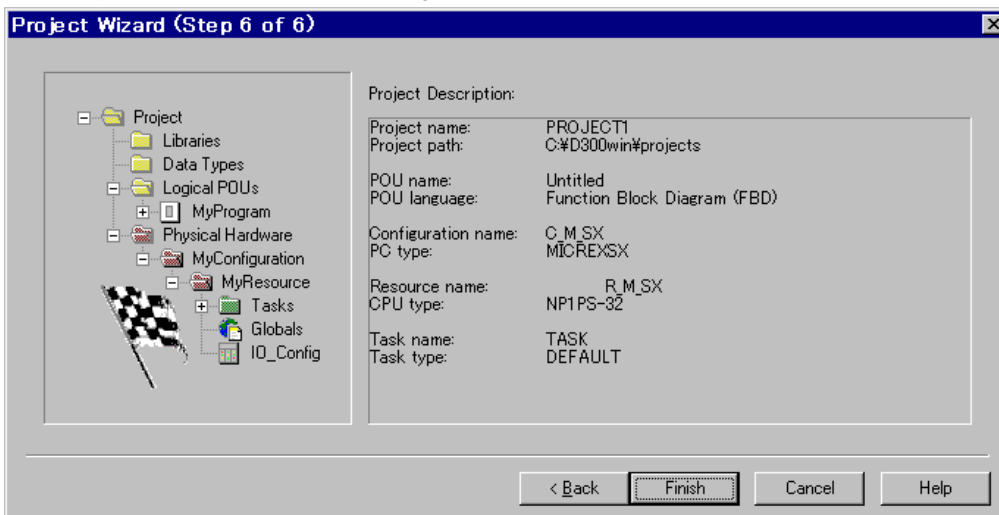 Project Wizard (Step 6 of 6)
Project
Libraries
Data Types
Logical POUs
MyProgram
Physical Hardware
MyConfiguration
MyResource
Tasks
Globals
IO_Config
Project Description:
Project name: PROJECT1
Project path: C:¥D300win¥projects
POU name: Untitled
POU language: Function Block Diagram (FBD)
Configuration name: C_M_SX
PC type: MICREXSX
Resource name: R_M_SX
CPU type: NP1PS-32
Task name: TASK
Task type: DEFAULT
< Back Finish Cancel Help